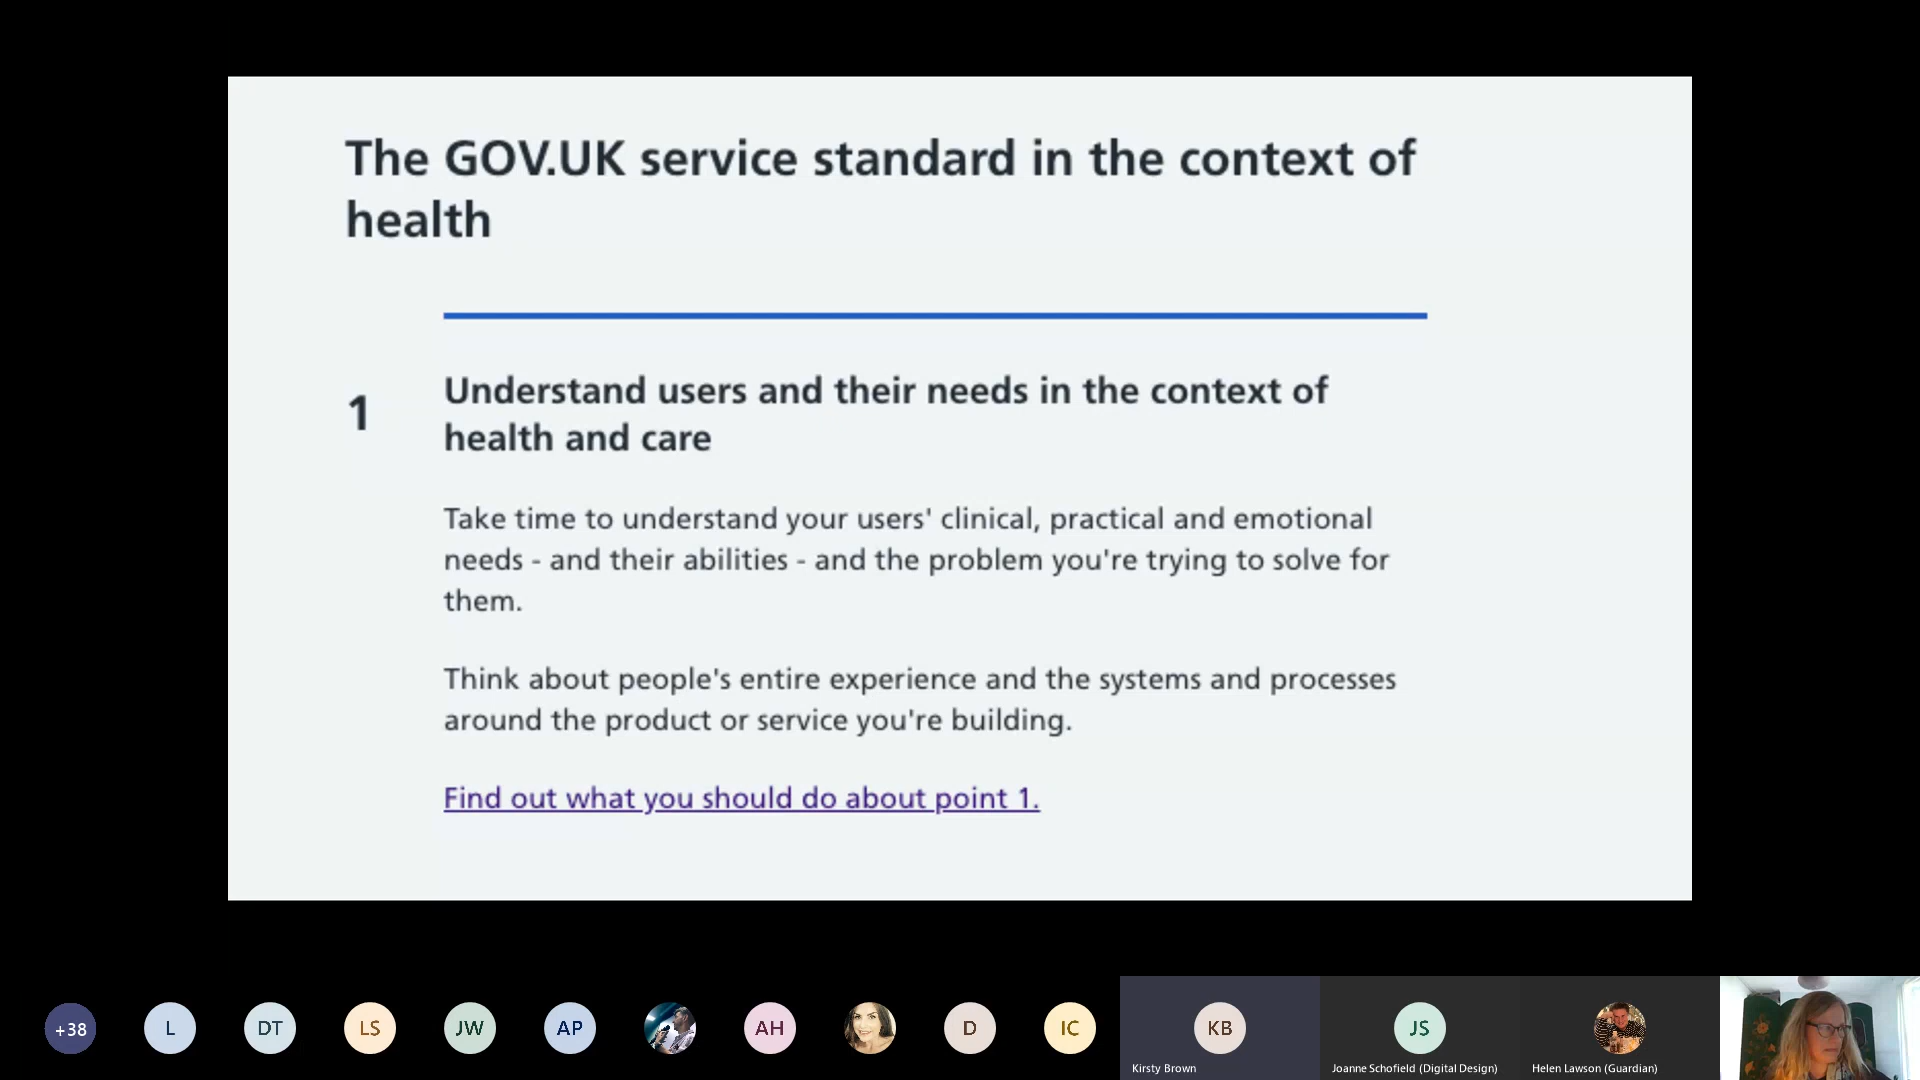 The GOV.UK service standard in the context of
health
1
Understand users and their needs in the context of
health and care
Take time to understand your users' clinical, practical and emotional
needs - and their abilities - and the problem you're trying to solve for
them.
Think about people's entire experience and the systems and processes
around the product or service you're building.
Find out what you should do about point 1.
+38
L
DT
LS
JW
AP
AH
D
IC
KB
JS
Kirsty Brown
Joanne Schofield (Digital Design)
Helen Lawson (Guardian)